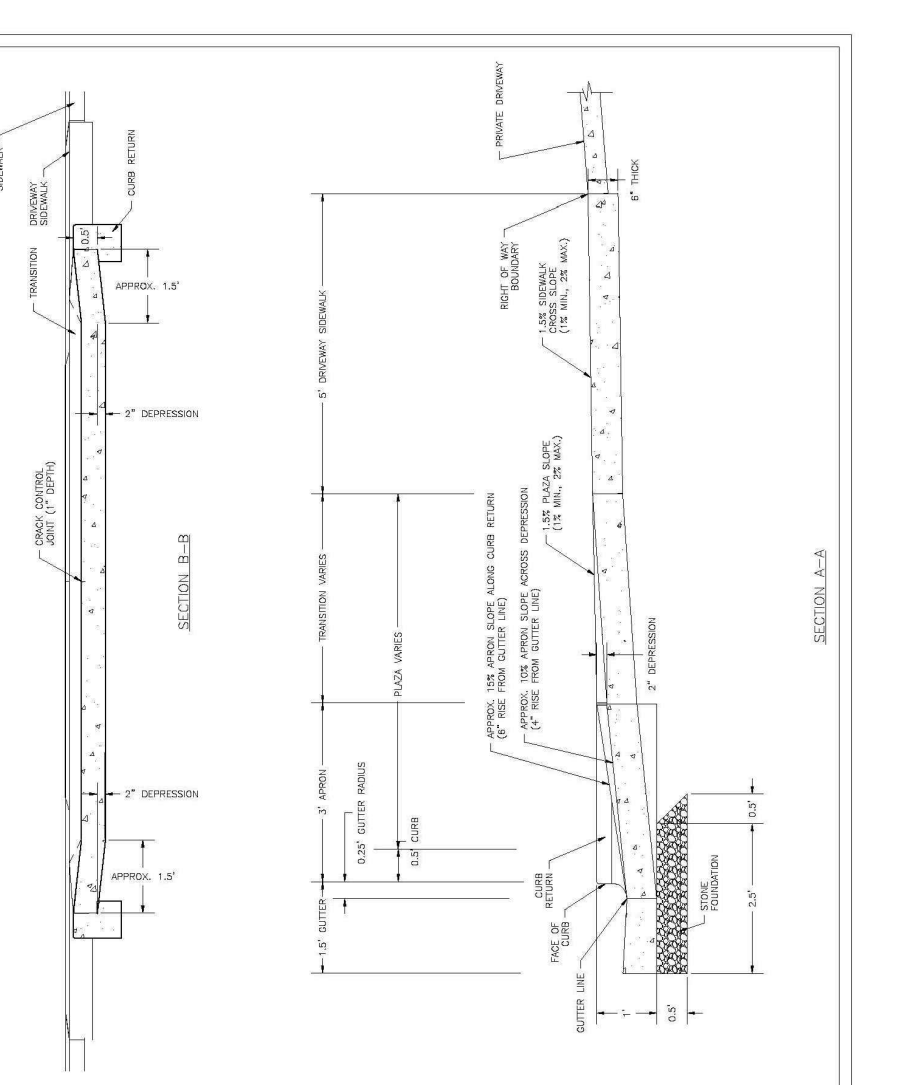 SIDEWALK
DRIVEWAY
SIDEWALK
TRANSITION
CURB RETURN
0.5'
APPROX. 1.5'
2" DEPRESSION
CRACK CONTROL
JOINT (1" DEPTH)
2" DEPRESSION
APPROX. 1.5'
SECTION B-B
5' DRIVEWAY SIDEWALK
TRANSITION VARIES
PLAZA VARIES
3' APRON
0.25' GUTTER RADIUS
0.5' CURB
1.5' GUTTER
PRIVATE DRIVEWAY
6" THICK
RIGHT OF WAY
BOUNDARY
1.5% SIDEWALK
CROSS SLOPE
(1% MIN., 2% MAX.)
1.5% PLAZA SLOPE
(1% MIN., 2% MAX.)
APPROX. 15% APRON SLOPE ALONG CURB RETURN
(6" RISE FROM GUTTER LINE)
APPROX. 10% APRON SLOPE ACROSS DEPRESSION
(4" RISE FROM GUTTER LINE)
2" DEPRESSION
CURB
RETURN
FACE OF
CURB
GUTTER LINE
STONE
FOUNDATION
0.5'
2.5'
1'
0.5'
SECTION A-A